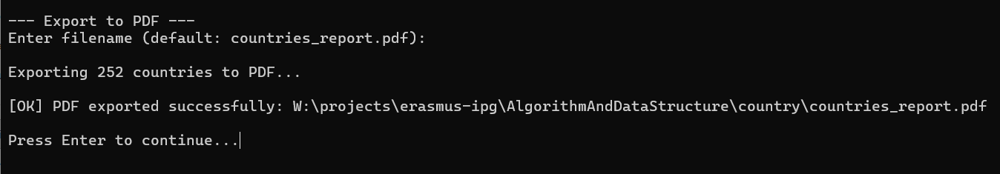 --- Export to PDF ---
Enter filename (default: countries_report.pdf):
Exporting 252 countries to PDF...
[OK] PDF exported successfully: W:\projects\erasmus-ipg\AlgorithmAndDataStructure\country\countries_report.pdf
Press Enter to continue...